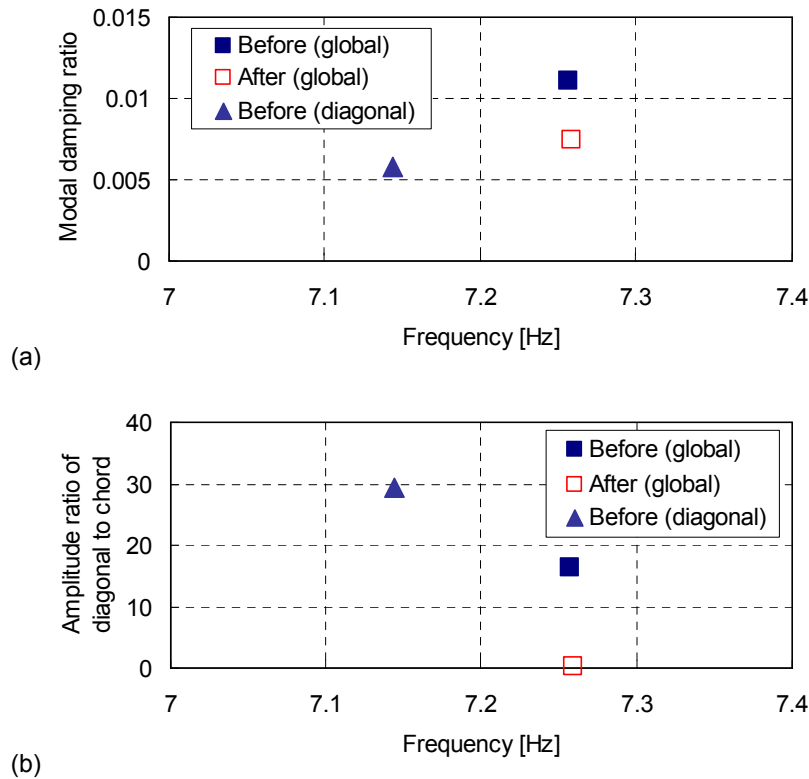 0.015
0.01
0.005
0
Modal damping ratio
Before (global)
After (global)
Before (diagonal)
7 7.1 7.2 7.3 7.4
Frequency [Hz]
(a)
40
30
20
10
0
Amplitude ratio of
diagonal to chord
Before (global)
After (global)
Before (diagonal)
7 7.1 7.2 7.3 7.4
Frequency [Hz]
(b)